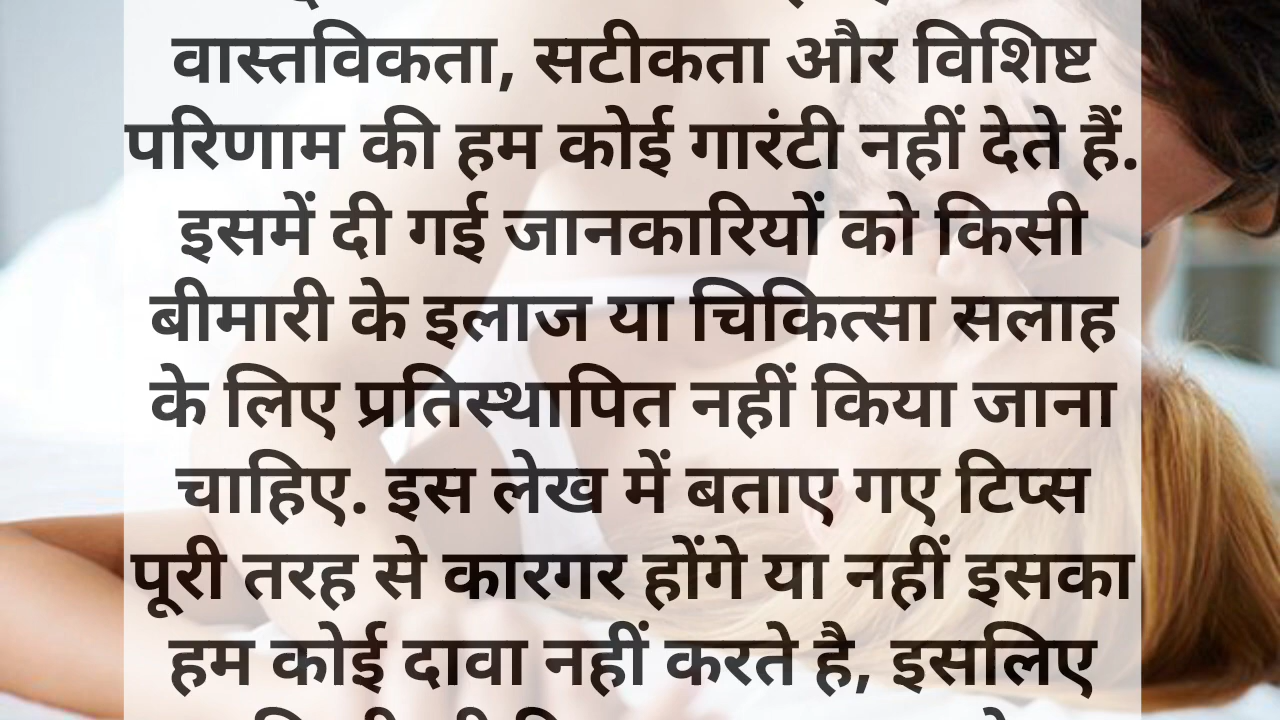 वास्तविकता, सटीकता और विशिष्ट
परिणाम की हम कोई गारंटी नहीं देते हैं.
इसमें दी गई जानकारियों को किसी
बीमारी के इलाज या चिकित्सा सलाह
के लिए प्रतिस्थापित नहीं किया जाना
चाहिए. इस लेख में बताए गए टिप्स
पूरी तरह से कारगर होंगे या नहीं इसका
हम कोई दावा नहीं करते है, इसलिए